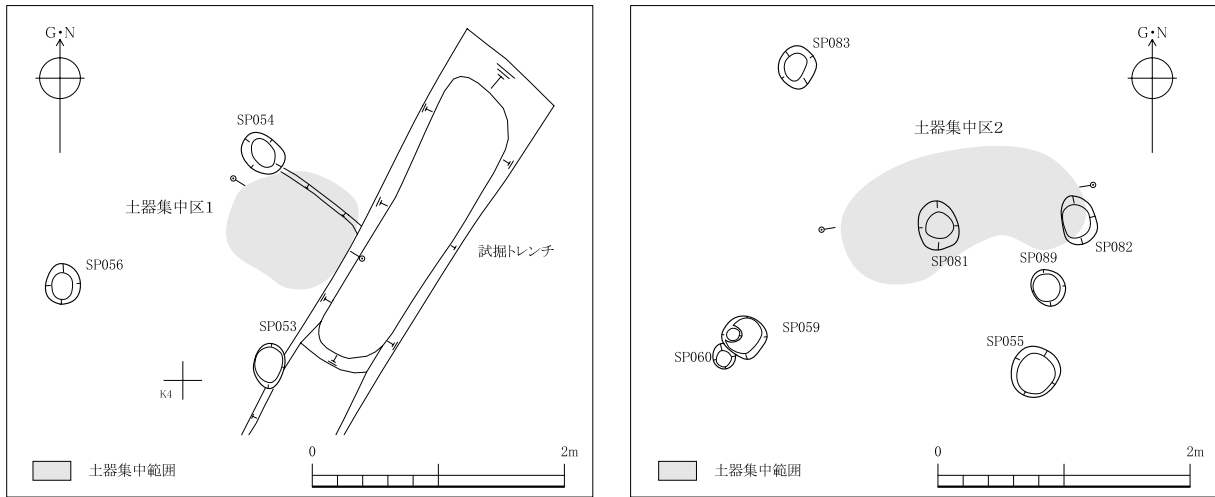 G・N
SP054
土器集中区1
試掘トレンチ
SP056
SP053
K4
0
2m
土器集中範囲
SP083
G・N
土器集中区2
SP081
SP082
SP089
SP059
SP060
SP055
0
2m
土器集中範囲